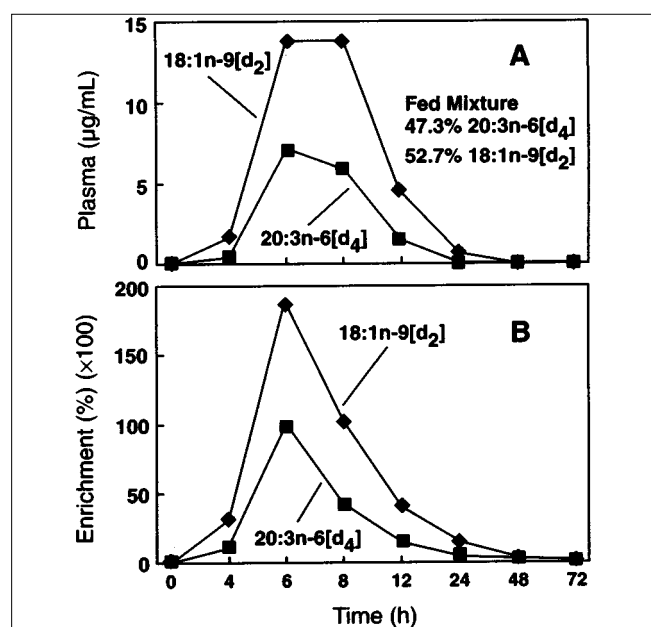 15
A
18:1n-9[d2]
Fed Mixture
47.3% 20:3n-6[d4]
52.7% 18:1n-9[d2]
10
Plasma (µg/mL)
5
20:3n-6[d4]
0
200
B
18:1n-9[d2]
150
Enrichment (%) (×100)
100
50
20:3n-6[d4]
0
0 4 6 8 12 24 48 72
Time (h)